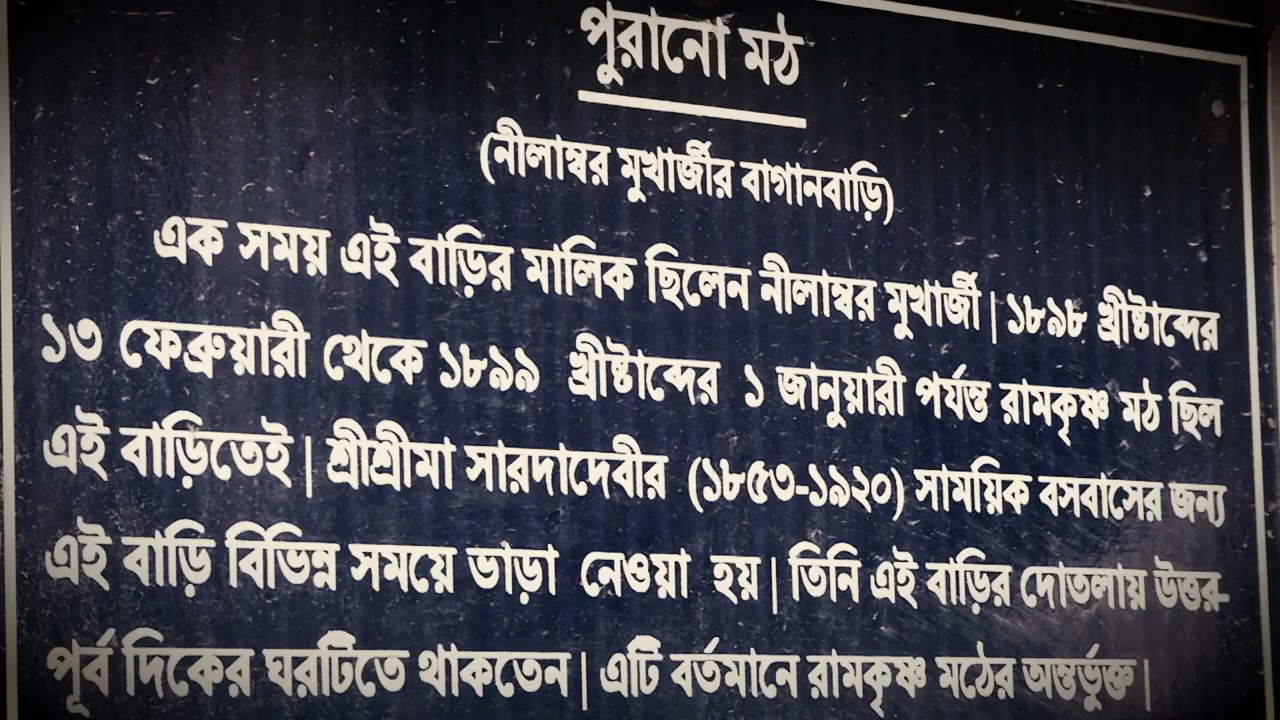 পুরানো মঠ
(নীলাম্বর মুখার্জীর বাগানবাড়ি)
এক সময় এই বাড়ির মালিক ছিলেন নীলাম্বর মুখার্জী | ১৮৯৮ খ্রীষ্টাব্দের
১৩ ফেব্রুয়ারী থেকে ১৮৯৯ খ্রীষ্টাব্দের ১ জানুয়ারী পর্যন্ত রামকৃষ্ণ মঠ ছিল
এই বাড়িতেই | শ্রীশ্রীমা সারদাদেবীর (১৮৫৩-১৯২০) সাময়িক বসবাসের জন্য
এই বাড়ি বিভিন্ন সময়ে ভাড়া নেওয়া হয় | তিনি এই বাড়ির দোতলায় উত্তর-
পূর্ব দিকের ঘরটিতে থাকতেন | এটি বর্তমানে রামকৃষ্ণ মঠের অন্তর্ভুক্ত |